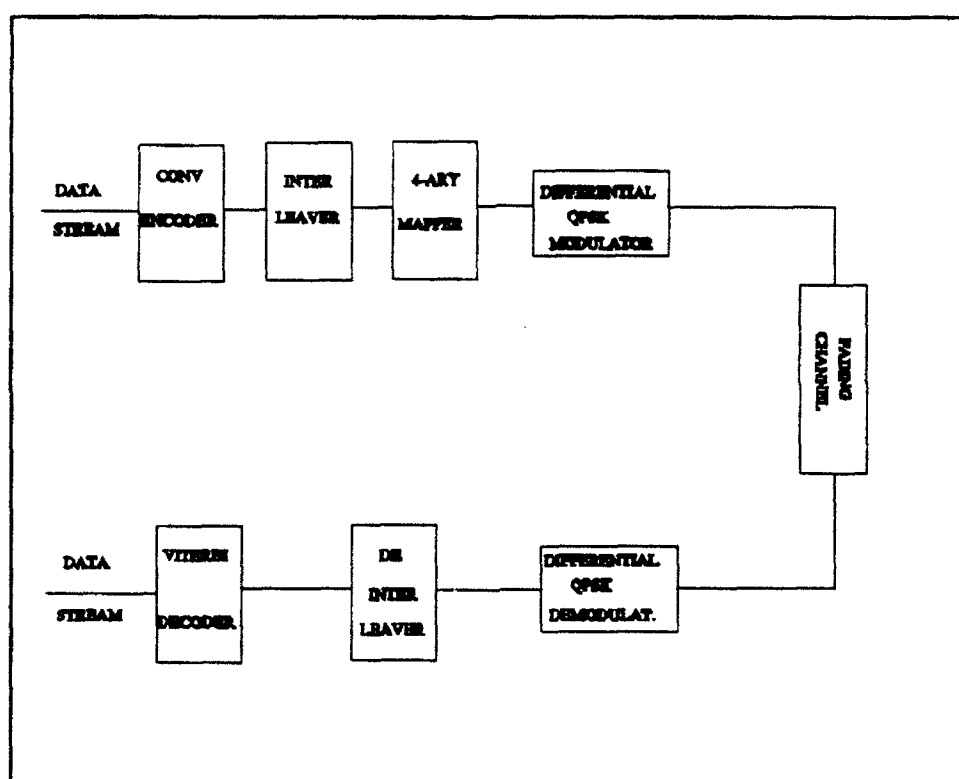 DATA
STREAM
CONV
ENCODER
INTER
LEAVER
4-ARY
MAPPER
DIFFERENTIAL
QPSK
MODULATOR
FADING
CHANNEL
DATA
STREAM
VITERBI
DECODER
DE
INTER
LEAVER
DIFFERENTIAL
QPSK
DEMODULAT.